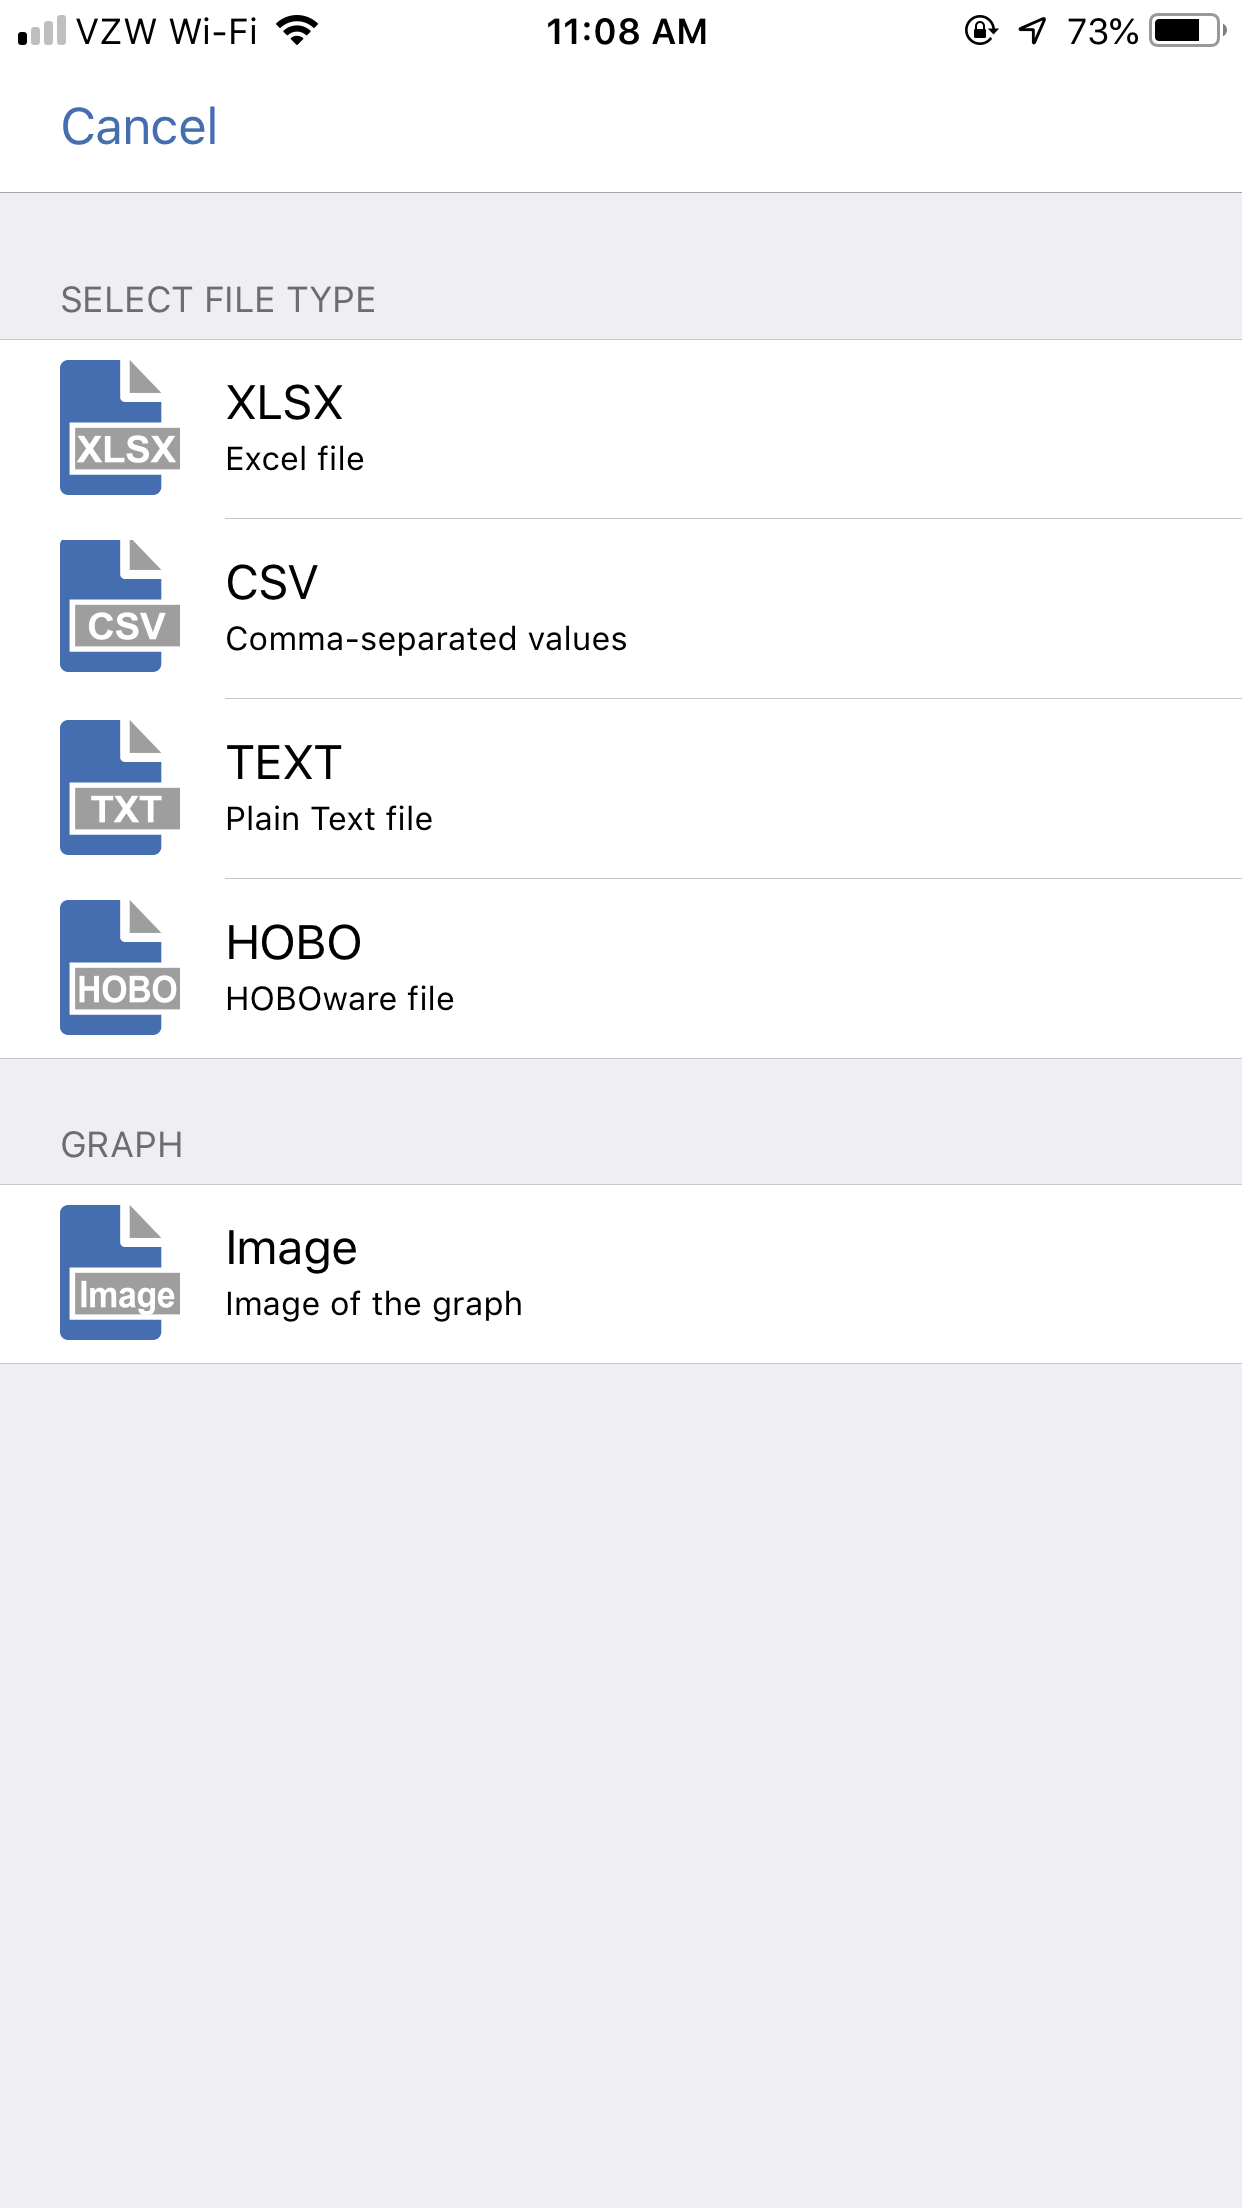 VZW Wi-Fi 11:08 AM 73%
Cancel
SELECT FILE TYPE
XLSX
XLSX
Excel file
CSV
CSV
Comma-separated values
TXT
TEXT
Plain Text file
HOBO
HOBO
HOBOware file
GRAPH
Image
Image
Image of the graph